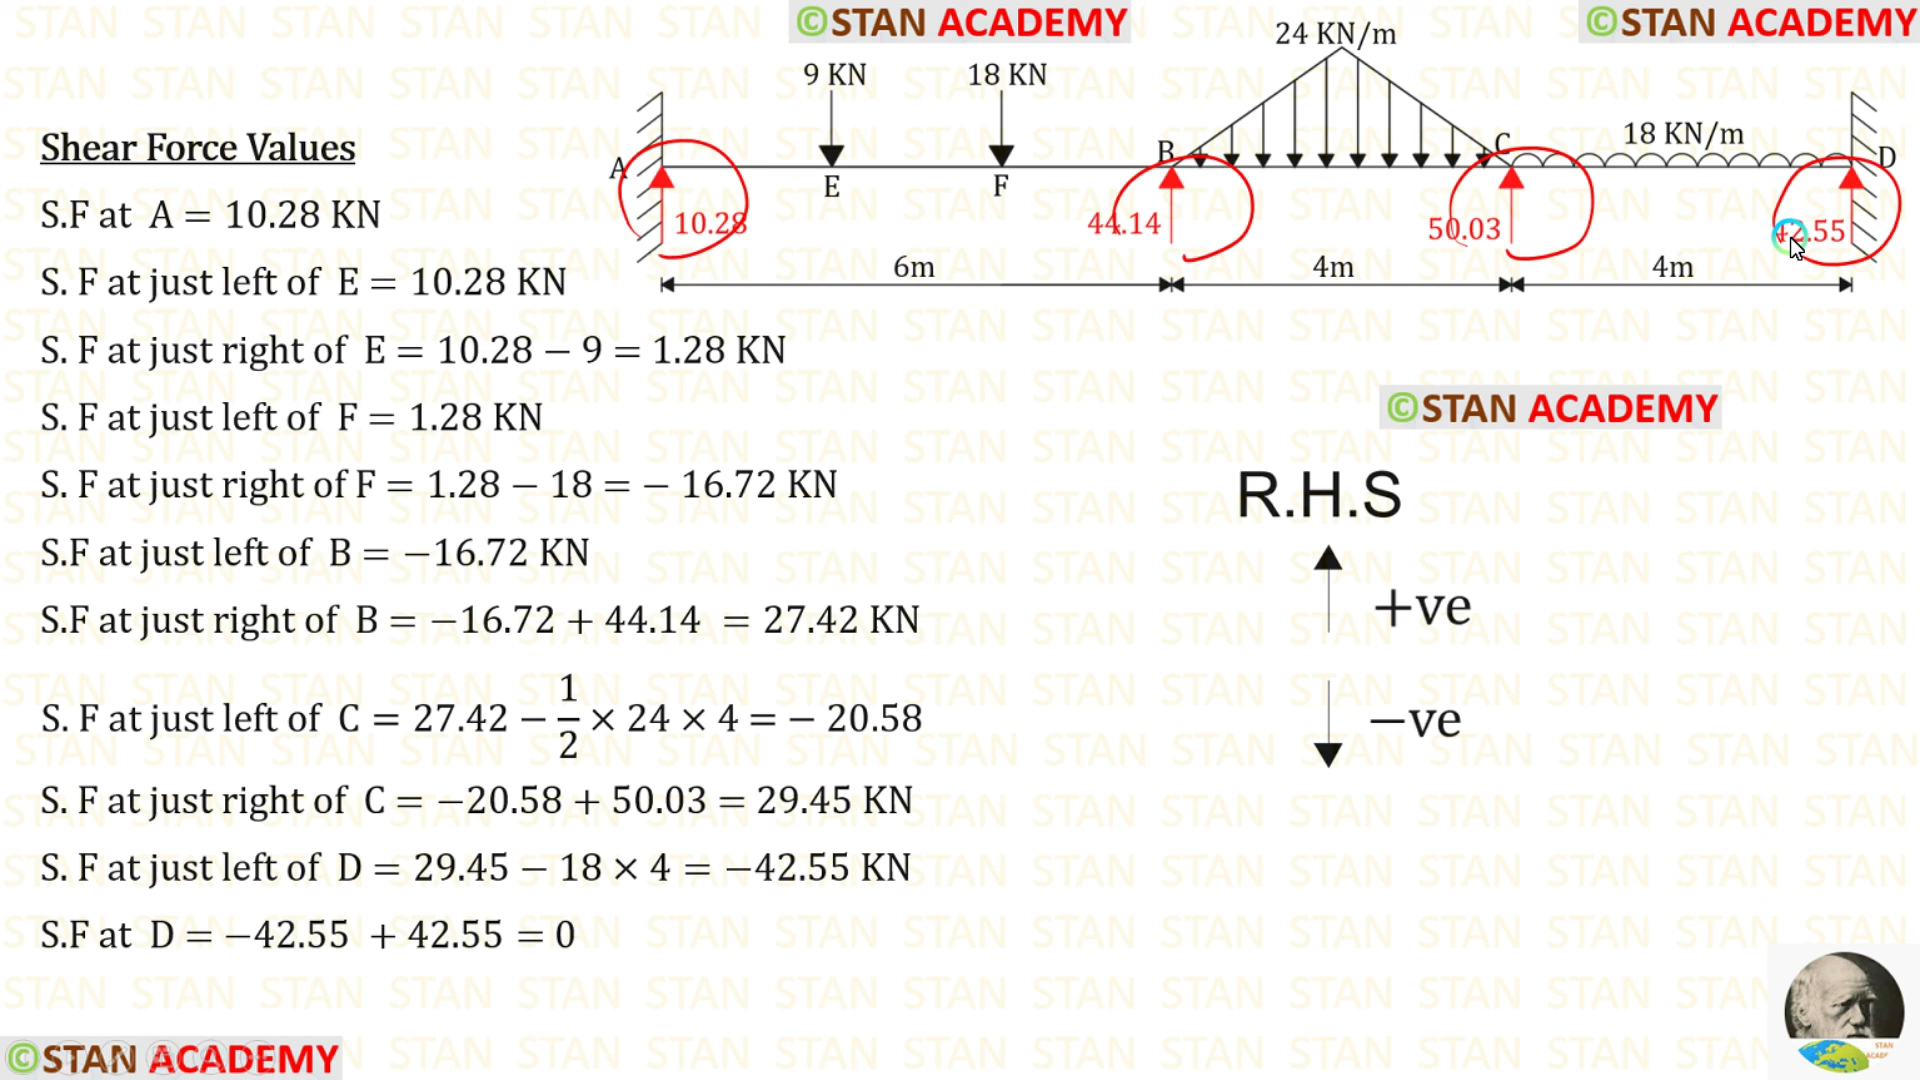 ©STAN ACADEMY
©STAN ACADEMY
24 KN/m
9 KN
18 KN
18 KN/m
Shear Force Values
A
B
C
D
E
F
10.28
44.14
50.03
42.55
6m
4m
4m
S.F at A = 10.28 KN
S. F at just left of E = 10.28 KN
S. F at just right of E = 10.28 − 9 = 1.28 KN
S. F at just left of F = 1.28 KN
S. F at just right of F = 1.28 − 18 = − 16.72 KN
S.F at just left of B = −16.72 KN
S.F at just right of B = −16.72 + 44.14 = 27.42 KN
S. F at just left of C = 27.42 − 1/2 × 24 × 4 = − 20.58
S. F at just right of C = −20.58 + 50.03 = 29.45 KN
S. F at just left of D = 29.45 − 18 × 4 = −42.55 KN
S.F at D = −42.55 + 42.55 = 0
©STAN ACADEMY
R.H.S
+ve
−ve
©STAN ACADEMY
STAN